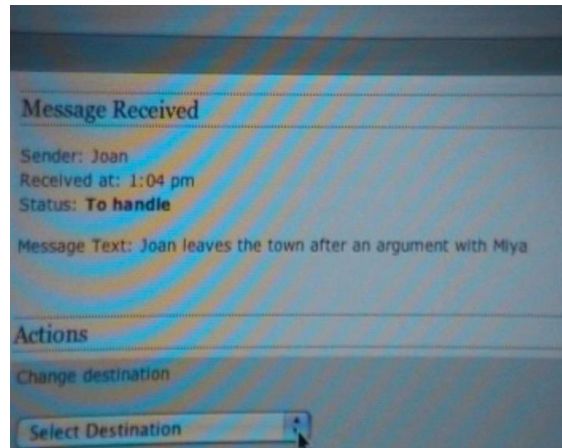 Message Received
Sender: Joan
Received at: 1:04 pm
Status: To handle
Message Text: Joan leaves the town after an argument with Miya
Actions
Change destination
Select Destination